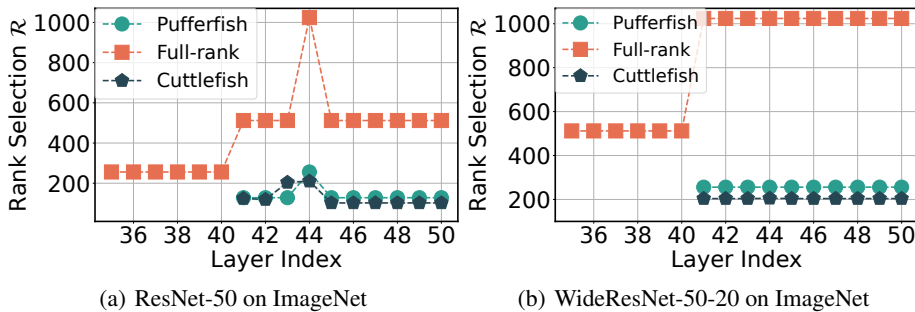 Rank Selection R
1000
800
600
400
200
Pufferfish
Full-rank
Cuttlefish
36 38 40 42 44 46 48 50
Layer Index
(a) ResNet-50 on ImageNet
Rank Selection R
1000
800
600
400
200
Pufferfish
Full-rank
Cuttlefish
36 38 40 42 44 46 48 50
Layer Index
(b) WideResNet-50-20 on ImageNet